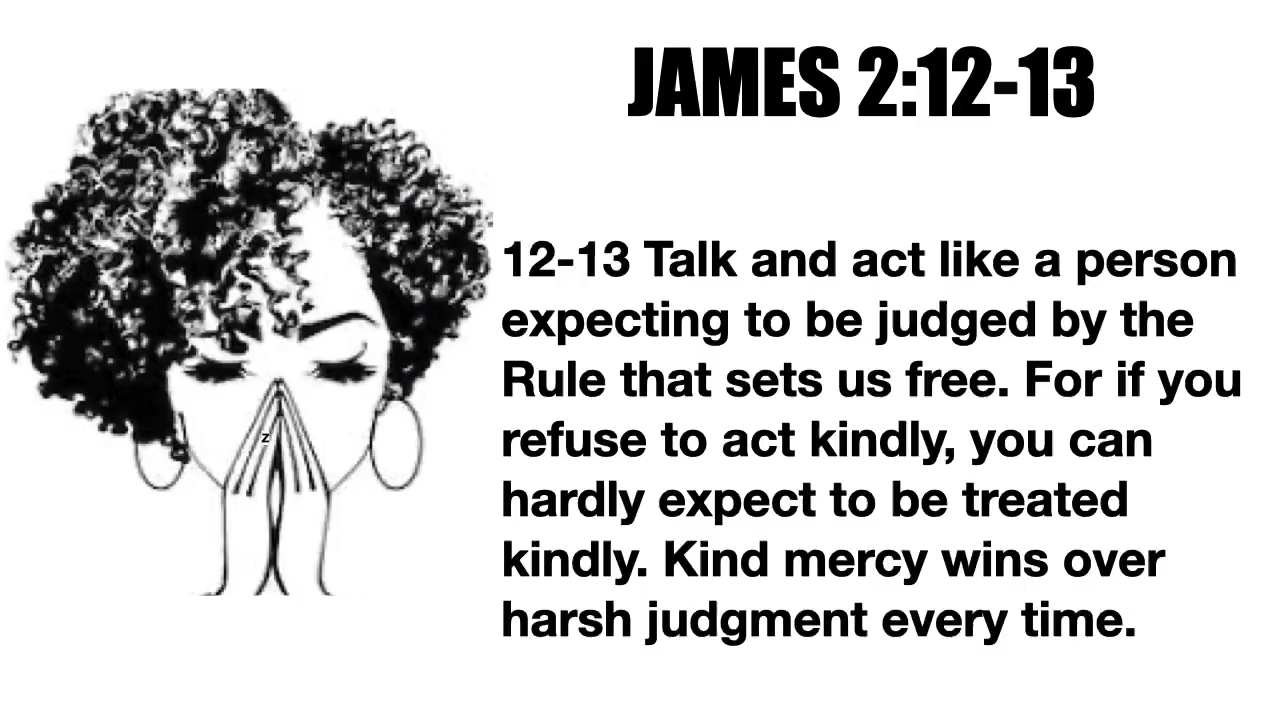 JAMES 2:12-13
12-13 Talk and act like a person
expecting to be judged by the
Rule that sets us free. For if you
refuse to act kindly, you can
hardly expect to be treated
kindly. Kind mercy wins over
harsh judgment every time.
z